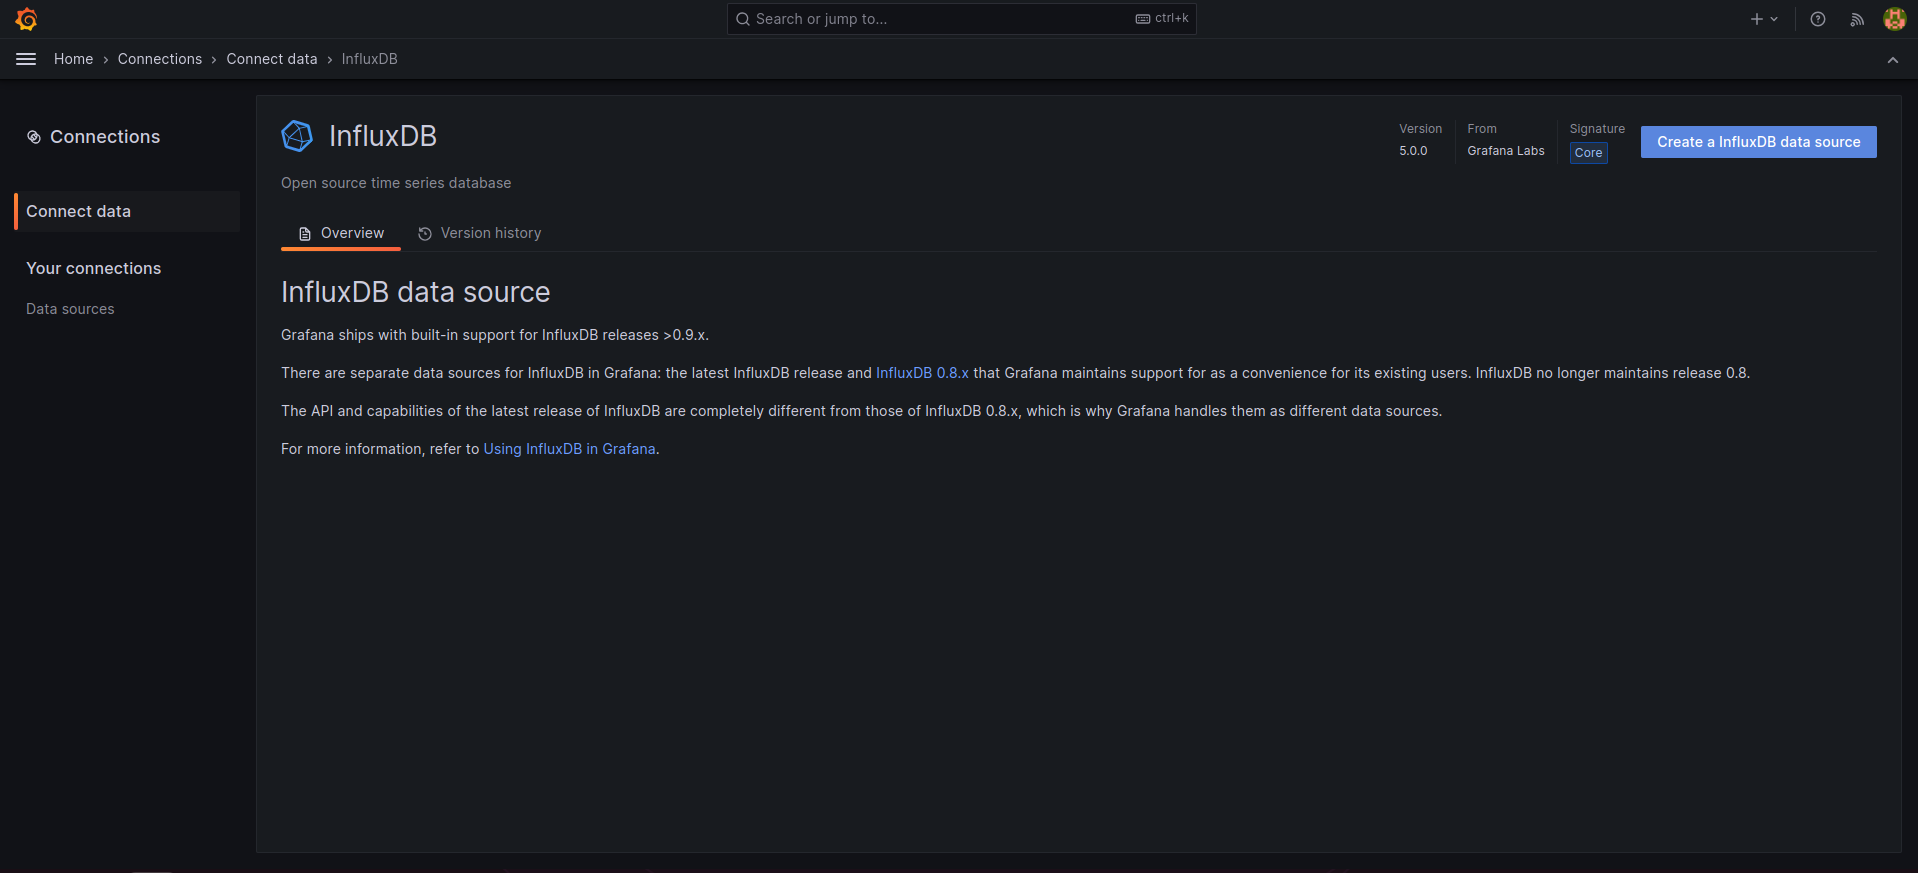 Search or jump to...
ctrl+k
Home › Connections › Connect data › InfluxDB
Connections
Connect data
Your connections
Data sources
InfluxDB
Open source time series database
Version
5.0.0
From
Grafana Labs
Signature
Core
Create a InfluxDB data source
Overview
Version history
InfluxDB data source
Grafana ships with built-in support for InfluxDB releases >0.9.x.
There are separate data sources for InfluxDB in Grafana: the latest InfluxDB release and InfluxDB 0.8.x that Grafana maintains support for as a convenience for its existing users. InfluxDB no longer maintains release 0.8.
The API and capabilities of the latest release of InfluxDB are completely different from those of InfluxDB 0.8.x, which is why Grafana handles them as different data sources.
For more information, refer to Using InfluxDB in Grafana.